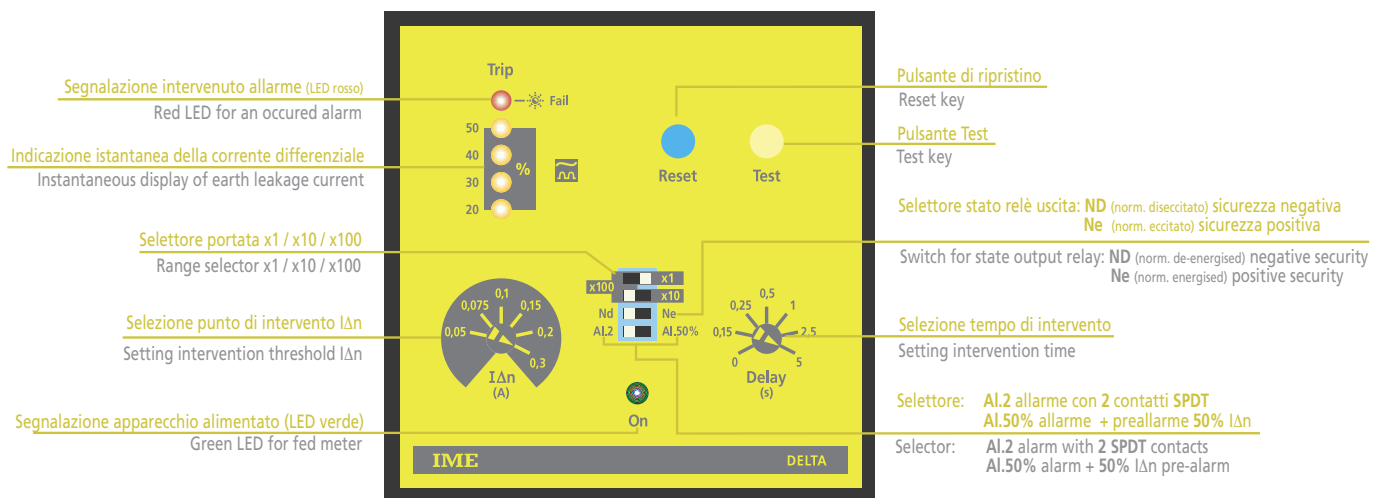 Segnalazione intervenuto allarme (LED rosso)
Red LED for an occured alarm
Indicazione istantanea della corrente differenziale
Instantaneous display of earth leakage current
Selettore portata x1 / x10 / x100
Range selector x1 / x10 / x100
Selezione punto di intervento I∆n
Setting intervention threshold I∆n
Segnalazione apparecchio alimentato (LED verde)
Green LED for fed meter
Trip
Fail
50
40
30
20
%
Reset
Test
x1
x100
x10
Nd
Ne
Al.2
Al.50%
0,05
0,075
0,1
0,15
0,2
0,3
I∆n
(A)
0
0,15
0,25
0,5
1
2.5
5
Delay
(s)
On
IME
DELTA
Pulsante di ripristino
Reset key
Pulsante Test
Test key
Selettore stato relè uscita: ND (norm. diseccitato) sicurezza negativa
Ne (norm. eccitato) sicurezza positiva
Switch for state output relay: ND (norm. de-energised) negative security
Ne (norm. energised) positive security
Selezione tempo di intervento
Setting intervention time
Selettore: Al.2 allarme con 2 contatti SPDT
Al.50% allarme + preallarme 50% I∆n
Selector: Al.2 alarm with 2 SPDT contacts
Al.50% alarm + 50% I∆n pre-alarm